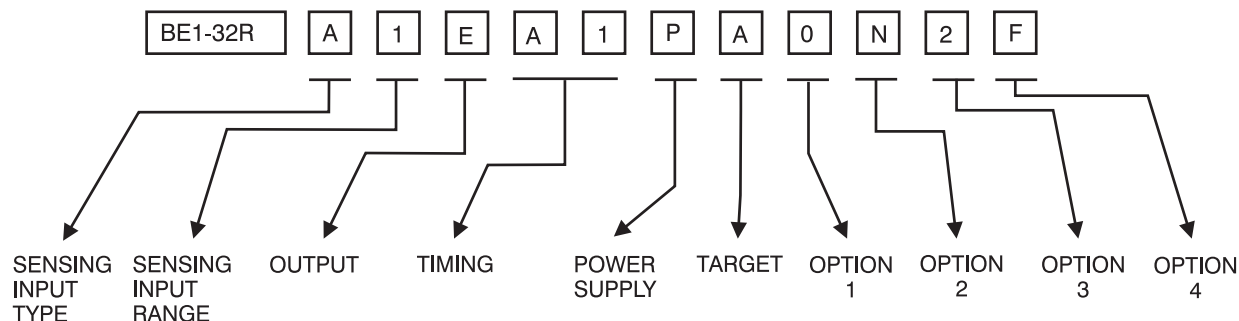 BE1-32R A 1 E A 1 P A 0 N 2 F
SENSING INPUT TYPE
SENSING INPUT RANGE
OUTPUT
TIMING
POWER SUPPLY
TARGET
OPTION 1
OPTION 2
OPTION 3
OPTION 4